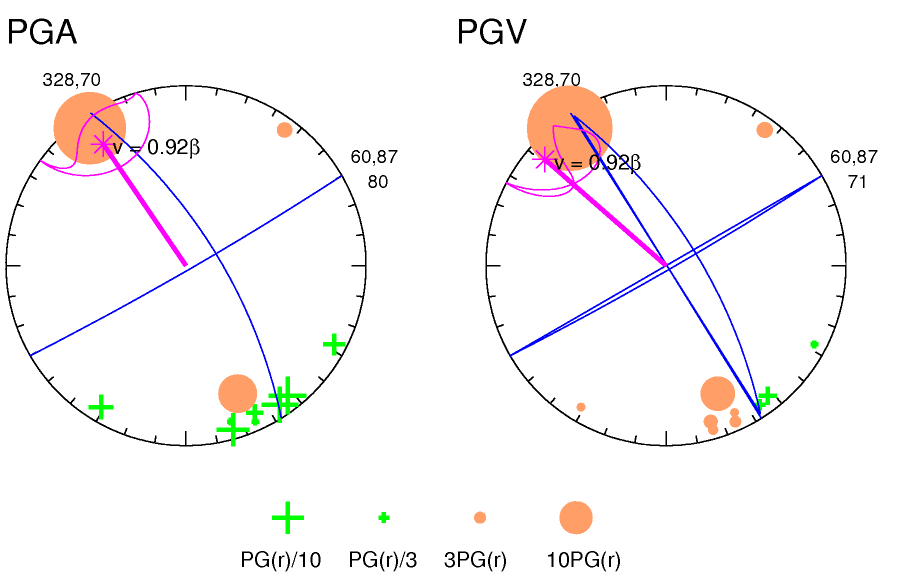 PGA PGV
328,70 328,70
v = 0.92β v = 0.92β
60,87 60,87
80 71
PG(r)/10 PG(r)/3 3PG(r) 10PG(r)